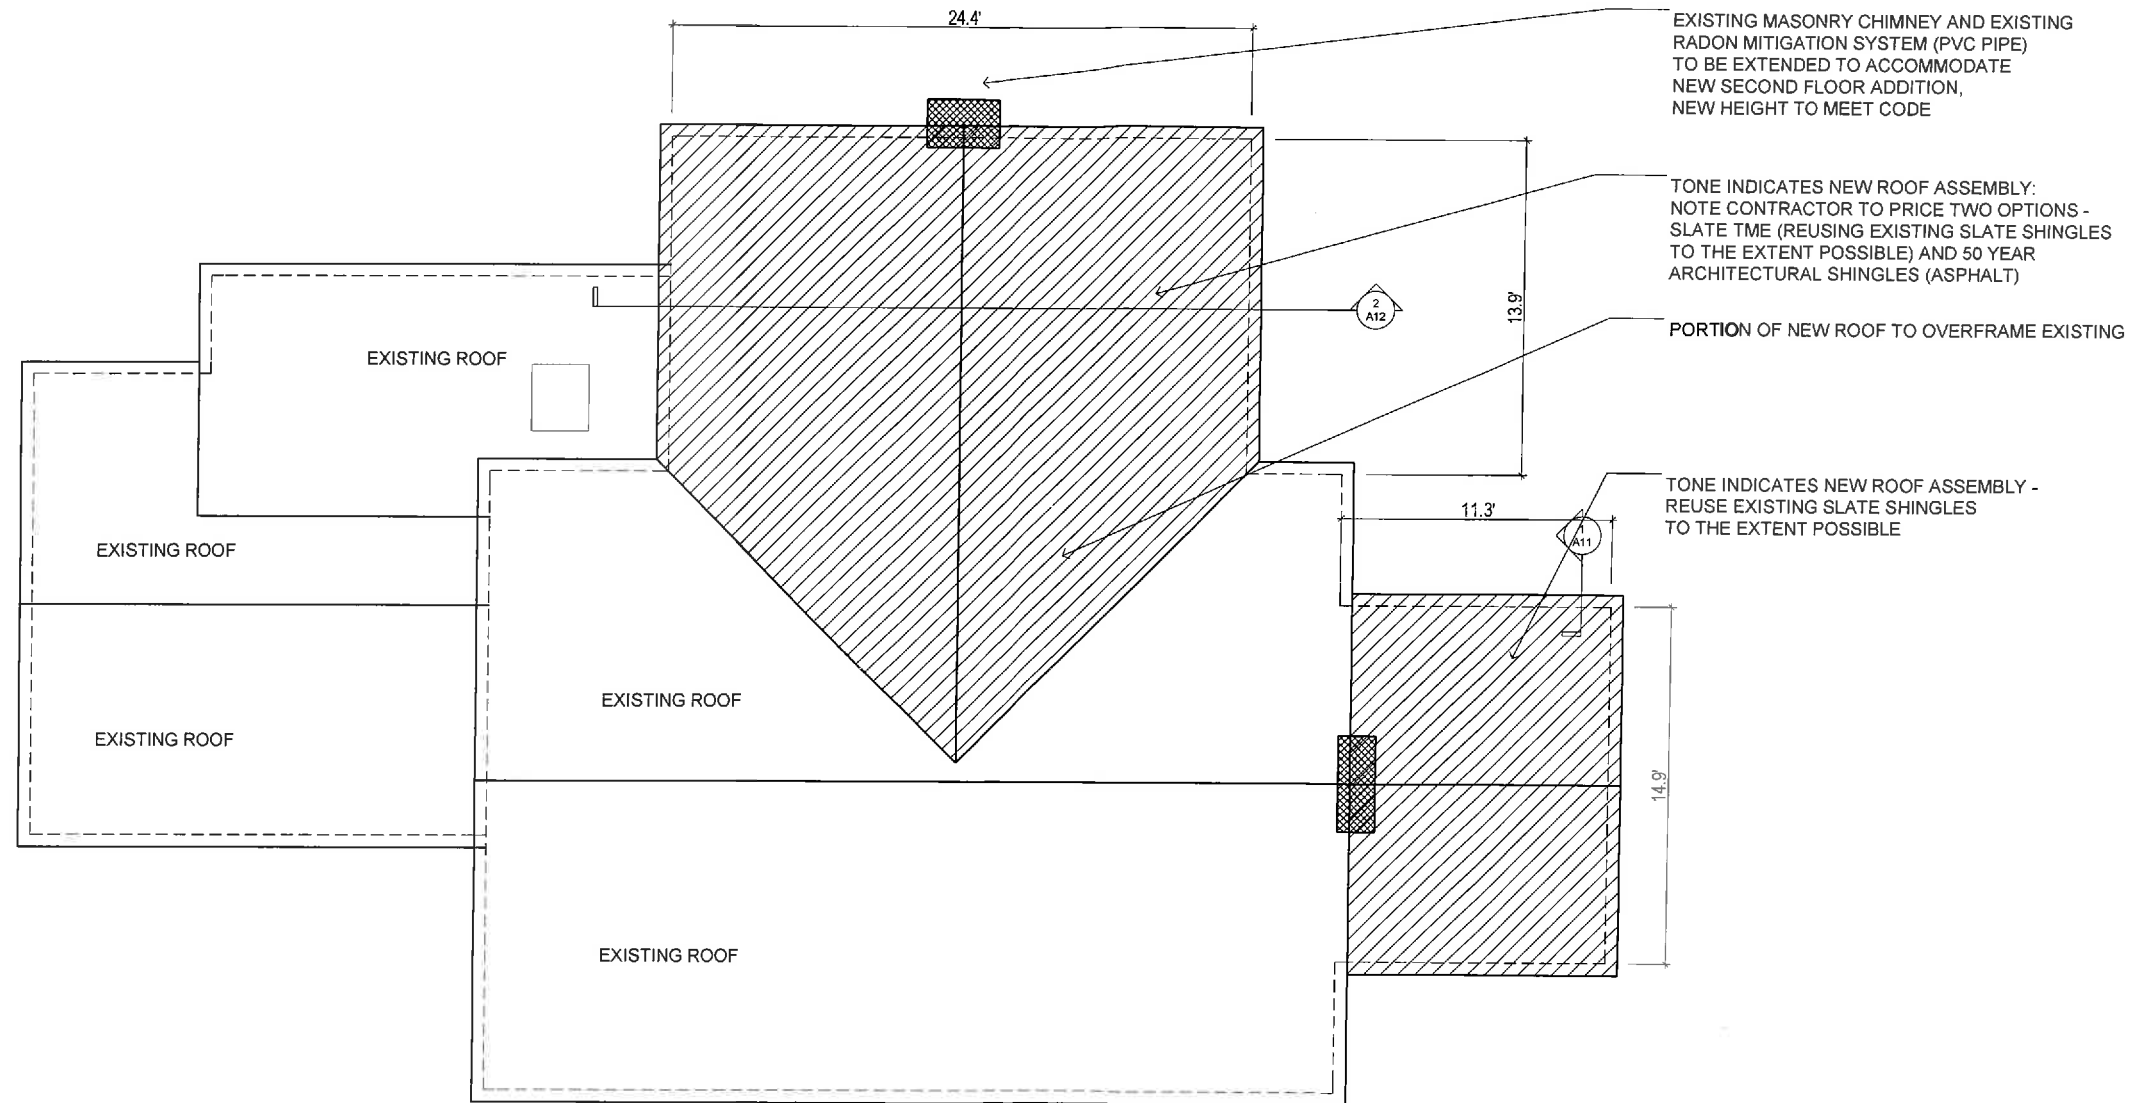 24.4'
EXISTING MASONRY CHIMNEY AND EXISTING
RADON MITIGATION SYSTEM (PVC PIPE)
TO BE EXTENDED TO ACCOMMODATE
NEW SECOND FLOOR ADDITION,
NEW HEIGHT TO MEET CODE
TONE INDICATES NEW ROOF ASSEMBLY:
NOTE CONTRACTOR TO PRICE TWO OPTIONS -
SLATE TME (REUSING EXISTING SLATE SHINGLES
TO THE EXTENT POSSIBLE) AND 50 YEAR
ARCHITECTURAL SHINGLES (ASPHALT)
2
A12
13.9'
PORTION OF NEW ROOF TO OVERFRAME EXISTING
EXISTING ROOF
TONE INDICATES NEW ROOF ASSEMBLY -
REUSE EXISTING SLATE SHINGLES
TO THE EXTENT POSSIBLE
11.3'
1
A11
EXISTING ROOF
EXISTING ROOF
EXISTING ROOF
14.9'
EXISTING ROOF